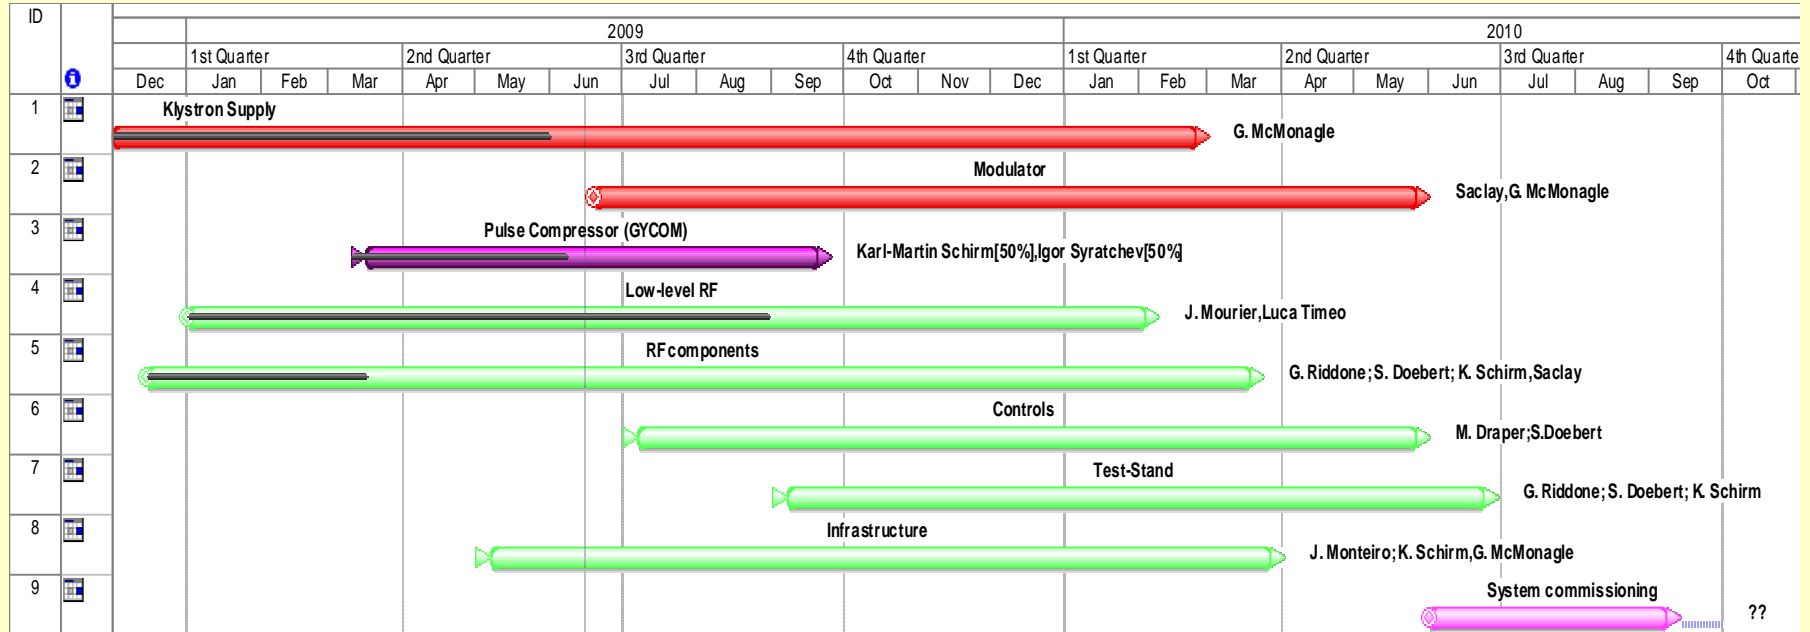 ID
2009 2010
1st Quarter 2nd Quarter 3rd Quarter 4th Quarter 1st Quarter 2nd Quarter 3rd Quarter 4th Quarte
Dec Jan Feb Mar Apr May Jun Jul Aug Sep Oct Nov Dec Jan Feb Mar Apr May Jun Jul Aug Sep Oct
1 Klystron Supply
G. McMonagle
2 Modulator
Saclay,G. McMonagle
3 Pulse Compressor (GYCOM)
Karl-Martin Schirm[50%],Igor Syratchev[50%]
4 Low-level RF
J. Mourier,Luca Timeo
5 RF components
G. Riddone; S. Doebert; K. Schirm,Saclay
6 Controls
M. Draper;S.Doebert
7 Test-Stand
G. Riddone; S. Doebert; K. Schirm
8 Infrastructure
J. Monteiro; K. Schirm,G. McMonagle
9 System commissioning
??